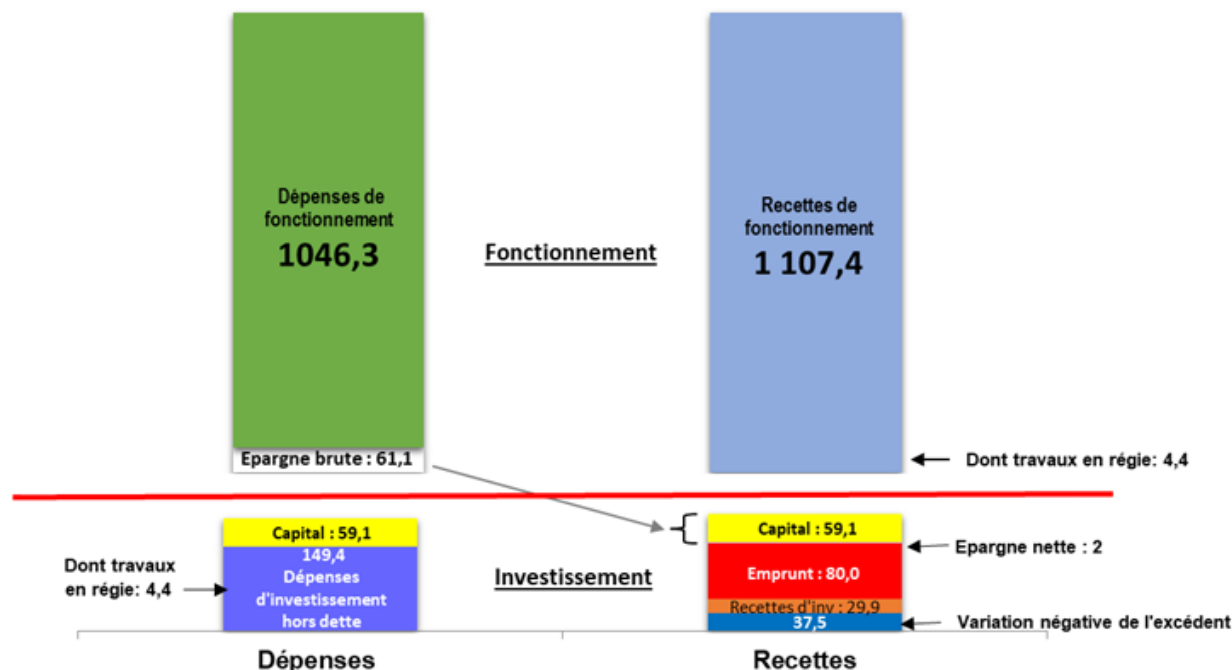 Dépenses de
fonctionnement
1046,3
Fonctionnement
Recettes de
fonctionnement
1 107,4
Epargne brute : 61,1
Dont travaux en régie: 4,4
Capital : 59,1
149,4
Dépenses
d'investissement
hors dette
Dont travaux
en régie: 4,4
Investissement
Capital : 59,1
Epargne nette : 2
Emprunt : 80,0
Recettes d'inv : 29,9
37,5
Variation négative de l'excédent
Dépenses
Recettes